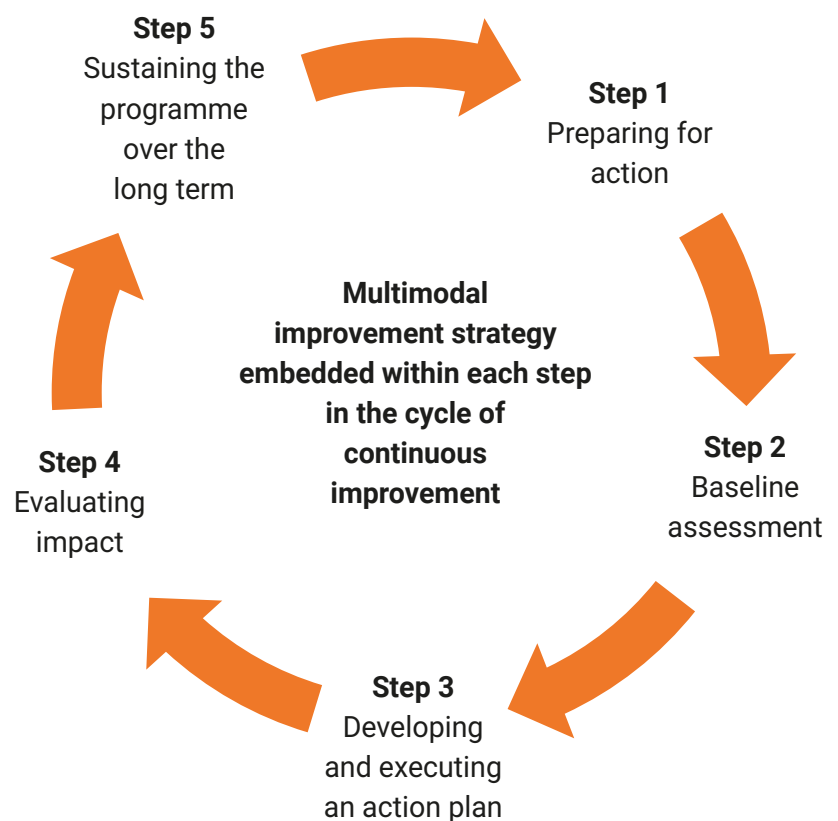 Step 1
Preparing for
action
Step 2
Baseline
assessment
Step 3
Developing
and executing
an action plan
Step 4
Evaluating
impact
Step 5
Sustaining the
programme
over the
long term
Multimodal
improvement strategy
embedded within each step
in the cycle of
continuous
improvement